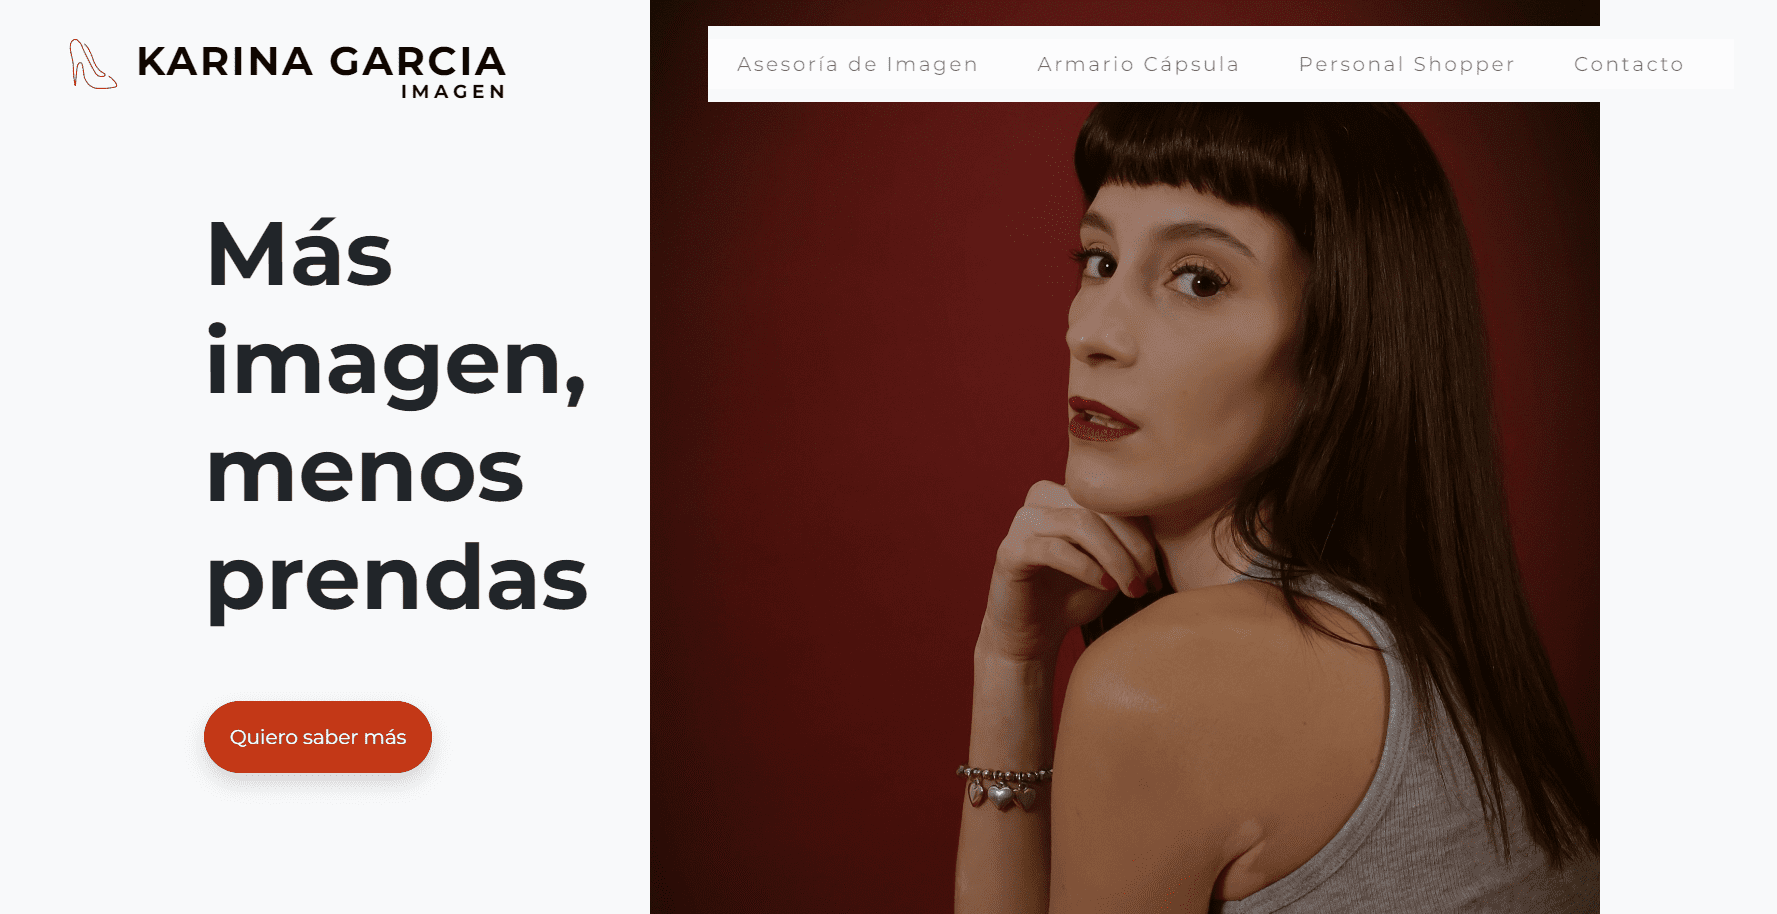 KARINA GARCIA
IMAGEN
Asesoría de Imagen
Armario Cápsula
Personal Shopper
Contacto
Más
imagen,
menos
prendas
Quiero saber más